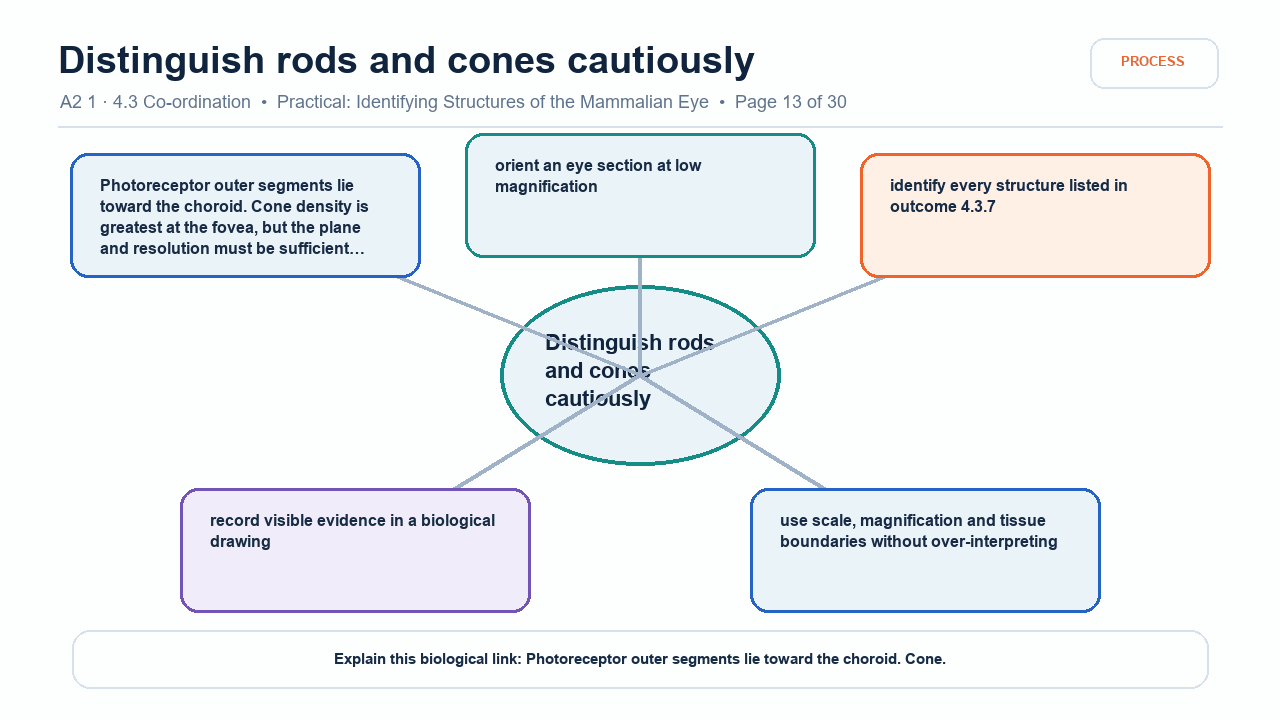 Distinguish rods and cones cautiously
PROCESS
A2 1 · 4.3 Co-ordination • Practical: Identifying Structures of the Mammalian Eye • Page 13 of 30
Photoreceptor outer segments lie
toward the choroid. Cone density is
greatest at the fovea, but the plane
and resolution must be sufficient…
orient an eye section at low
magnification
identify every structure listed in
outcome 4.3.7
Distinguish rods
and cones
cautiously
record visible evidence in a biological
drawing
use scale, magnification and tissue
boundaries without over-interpreting
Explain this biological link: Photoreceptor outer segments lie toward the choroid. Cone.